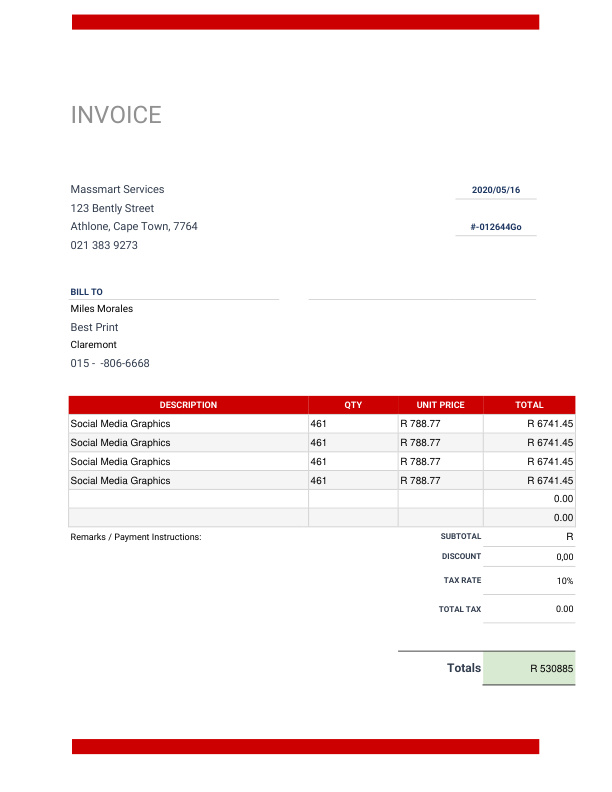 INVOICE
Massmart Services
2020/05/16
123 Bently Street
Athlone, Cape Town, 7764
#-012644Go
021 383 9273
BILL TO
Miles Morales
Best Print
Claremont
015 - -806-6668
DESCRIPTION QTY UNIT PRICE TOTAL
Social Media Graphics 461 R 788.77 R 6741.45
Social Media Graphics 461 R 788.77 R 6741.45
Social Media Graphics 461 R 788.77 R 6741.45
Social Media Graphics 461 R 788.77 R 6741.45
0.00
0.00
Remarks / Payment Instructions: SUBTOTAL R
DISCOUNT 0,00
TAX RATE 10%
TOTAL TAX 0.00
Totals R 530885